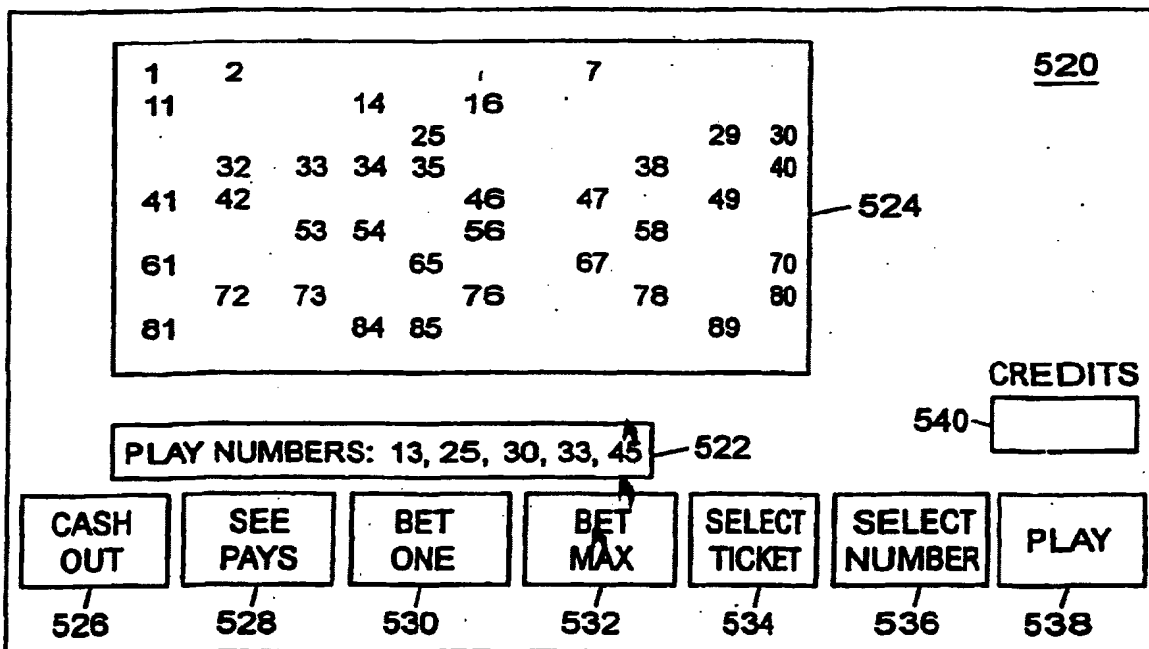 520
1 2 7
11 14 16
25 29 30
32 33 34 35 38 40
41 42 46 47 49
524
53 54 56 58
61 65 67 70
72 73 76 78 80
81 84 85 89
CREDITS
540
PLAY NUMBERS: 13, 25, 30, 33, 45
522
CASH OUT
SEE PAYS
BET ONE
BET MAX
SELECT TICKET
SELECT NUMBER
PLAY
526 528 530 532 534 536 538